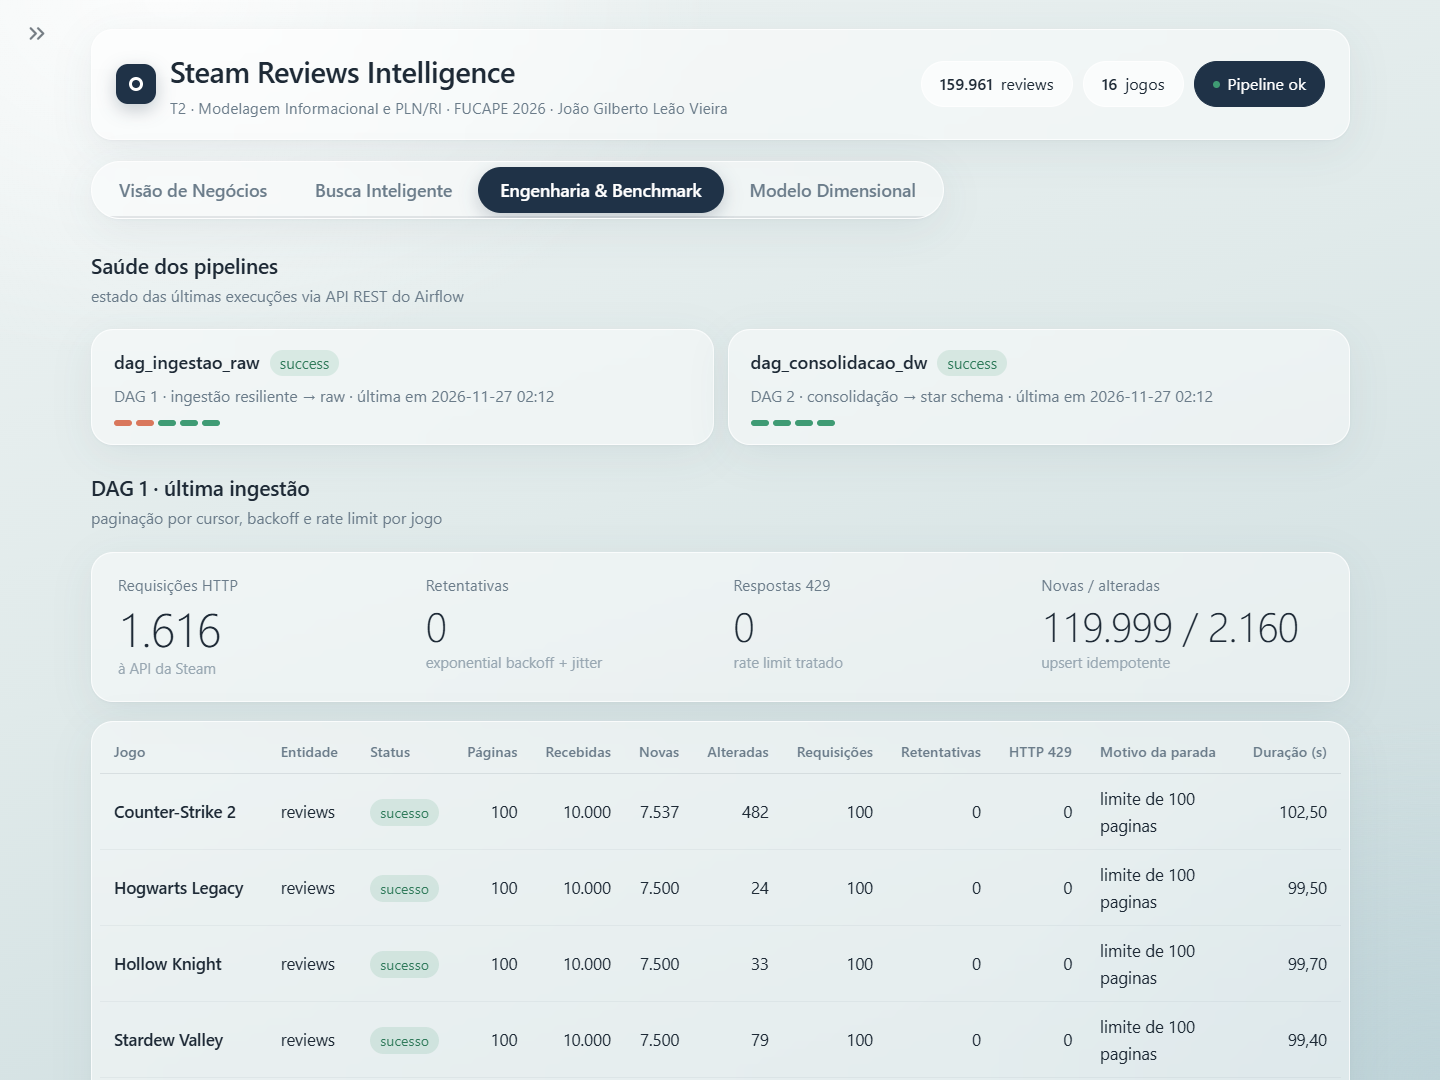 Steam Reviews Intelligence
T2 · Modelagem Informacional e PLN/RI · FUCAPE 2026 · João Gilberto Leão Vieira
159.961 reviews
16 jogos
Pipeline ok
Visão de Negócios
Busca Inteligente
Engenharia & Benchmark
Modelo Dimensional
Saúde dos pipelines
estado das últimas execuções via API REST do Airflow
dag_ingestao_raw success
DAG 1 · ingestão resiliente → raw · última em 2026-11-27 02:12
dag_consolidacao_dw success
DAG 2 · consolidação → star schema · última em 2026-11-27 02:12
DAG 1 · última ingestão
paginação por cursor, backoff e rate limit por jogo
Requisições HTTP
1.616
à API da Steam
Retentativas
0
exponential backoff + jitter
Respostas 429
0
rate limit tratado
Novas / alteradas
119.999 / 2.160
upsert idempotente
Jogo Entidade Status Páginas Recebidas Novas Alteradas Requisições Retentativas HTTP 429 Motivo da parada Duração (s)
Counter-Strike 2 reviews sucesso 100 10.000 7.537 482 100 0 0 limite de 100 paginas 102,50
Hogwarts Legacy reviews sucesso 100 10.000 7.500 24 100 0 0 limite de 100 paginas 99,50
Hollow Knight reviews sucesso 100 10.000 7.500 33 100 0 0 limite de 100 paginas 99,70
Stardew Valley reviews sucesso 100 10.000 7.500 79 100 0 0 limite de 100 paginas 99,40